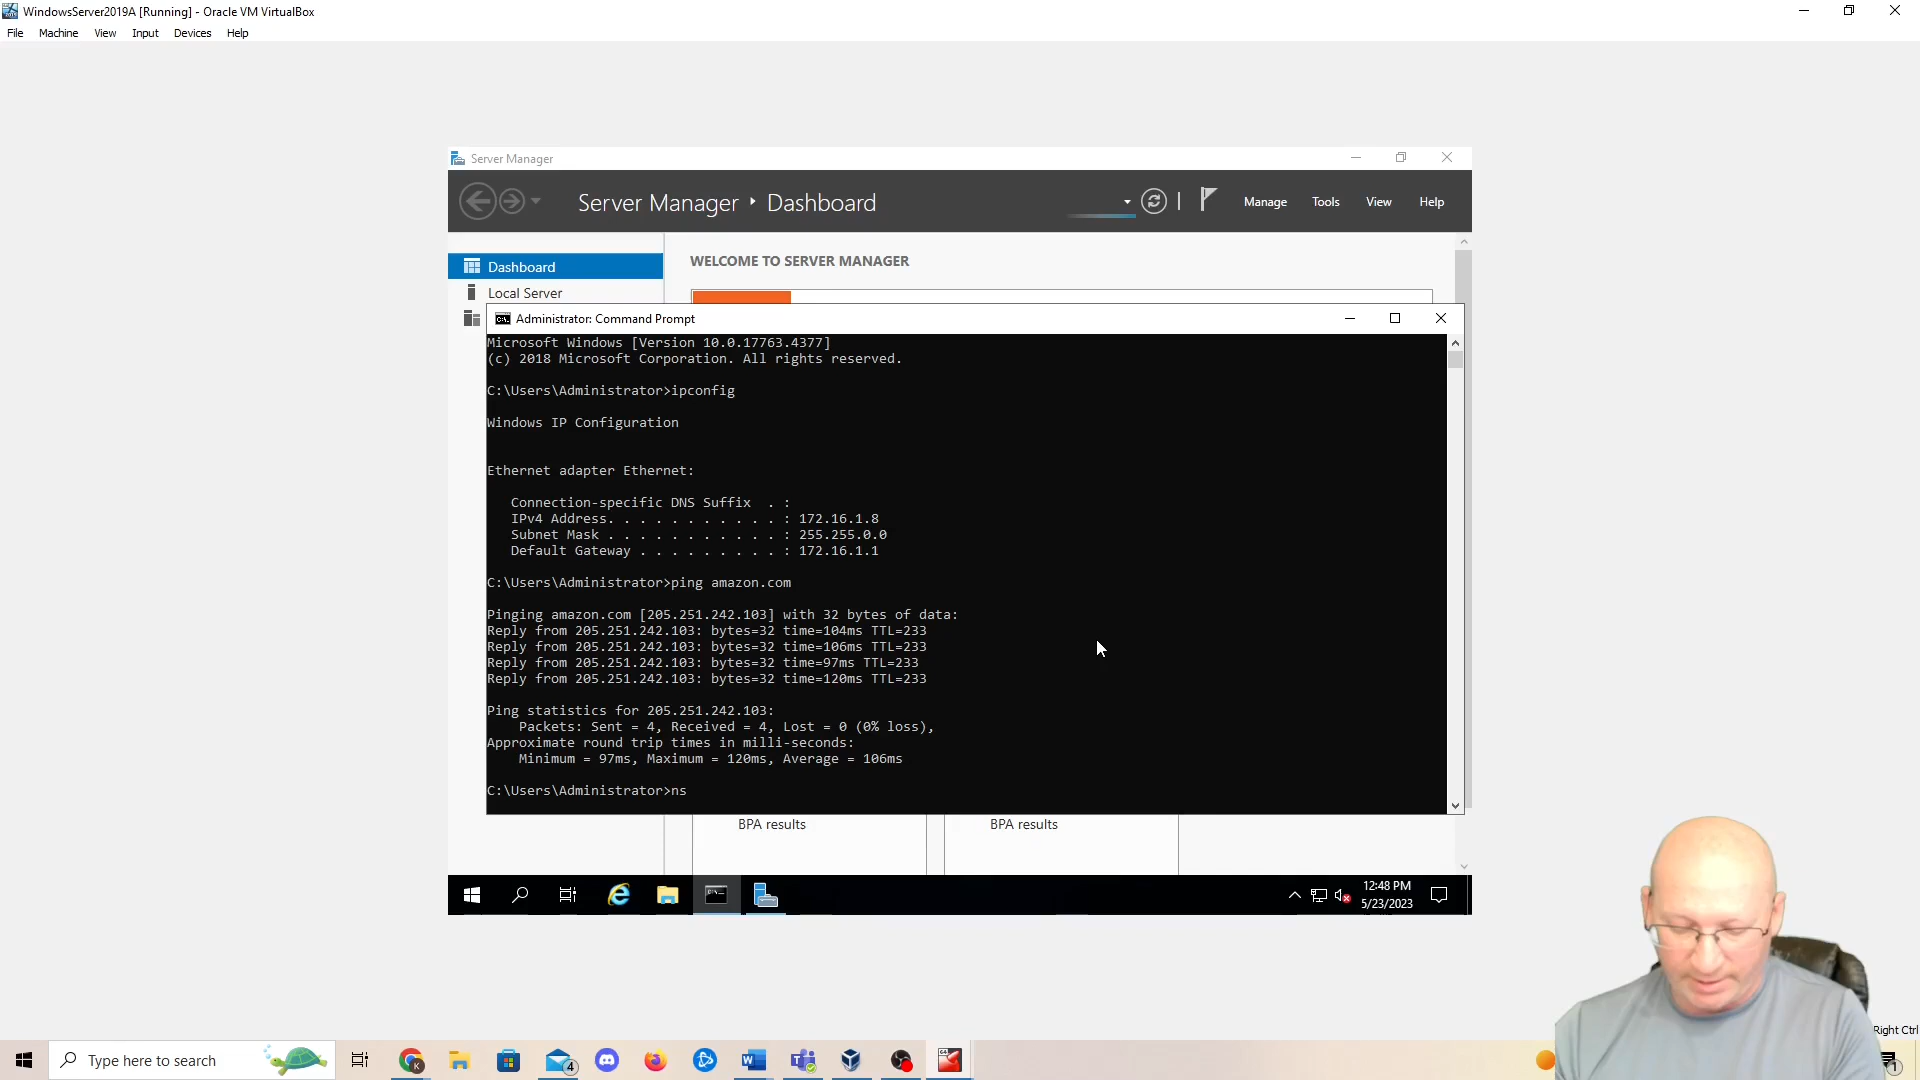 WindowsServer2019A [Running] - Oracle VM VirtualBox
File Machine View Input Devices Help
Server Manager
Server Manager ‣ Dashboard
Manage Tools View Help
Dashboard
WELCOME TO SERVER MANAGER
Local Server
Administrator: Command Prompt
Microsoft Windows [Version 10.0.17763.4377]
(c) 2018 Microsoft Corporation. All rights reserved.
C:\Users\Administrator>ipconfig
Windows IP Configuration
Ethernet adapter Ethernet:
Connection-specific DNS Suffix . :
IPv4 Address. . . . . . . . . . . : 172.16.1.8
Subnet Mask . . . . . . . . . . . : 255.255.0.0
Default Gateway . . . . . . . . . : 172.16.1.1
C:\Users\Administrator>ping amazon.com
Pinging amazon.com [205.251.242.103] with 32 bytes of data:
Reply from 205.251.242.103: bytes=32 time=104ms TTL=233
Reply from 205.251.242.103: bytes=32 time=106ms TTL=233
Reply from 205.251.242.103: bytes=32 time=97ms TTL=233
Reply from 205.251.242.103: bytes=32 time=120ms TTL=233
Ping statistics for 205.251.242.103:
Packets: Sent = 4, Received = 4, Lost = 0 (0% loss),
Approximate round trip times in milli-seconds:
Minimum = 97ms, Maximum = 120ms, Average = 106ms
C:\Users\Administrator>ns
BPA results BPA results
12:48 PM
5/23/2023
Right Ctrl
Type here to search
K
4
1